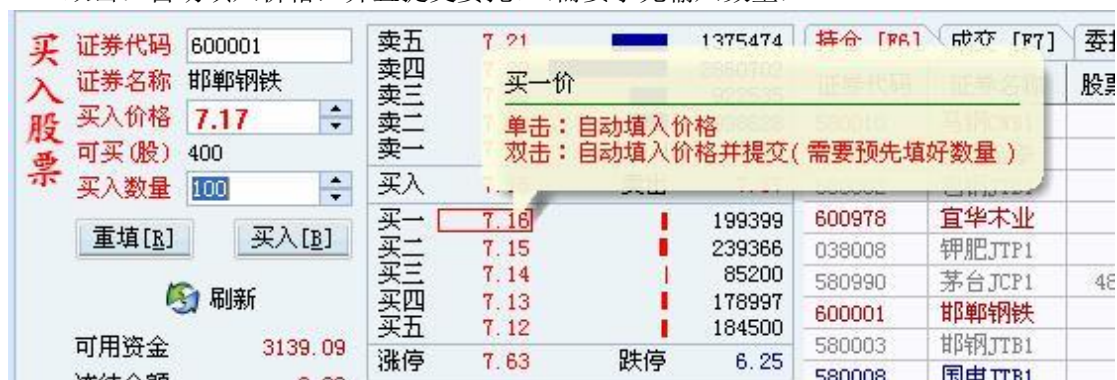 买入股票
证券代码 600001
证券名称 邯郸钢铁
买入价格 7.17
可买(股) 400
买入数量 100
重填[R] 买入[B]
刷新
可用资金 3139.09
卖五 7.21 1375474
卖四
卖三
卖二
卖一
买入
买一 7.16 199399
买二 7.15 239366
买三 7.14 85200
买四 7.13 178997
买五 7.12 184500
涨停 7.63 跌停 6.25
买一价
单击：自动填入价格
双击：自动填入价格并提交(需要预先填好数量)
持仓 [F6] 成交 [F7]
证券代码 证券名称 股票
600978 宜华木业
038008 钾肥JTP1
580990 茅台JCP1 48
600001 邯郸钢铁
580003 邯钢JTB1
580008 国电JTB1